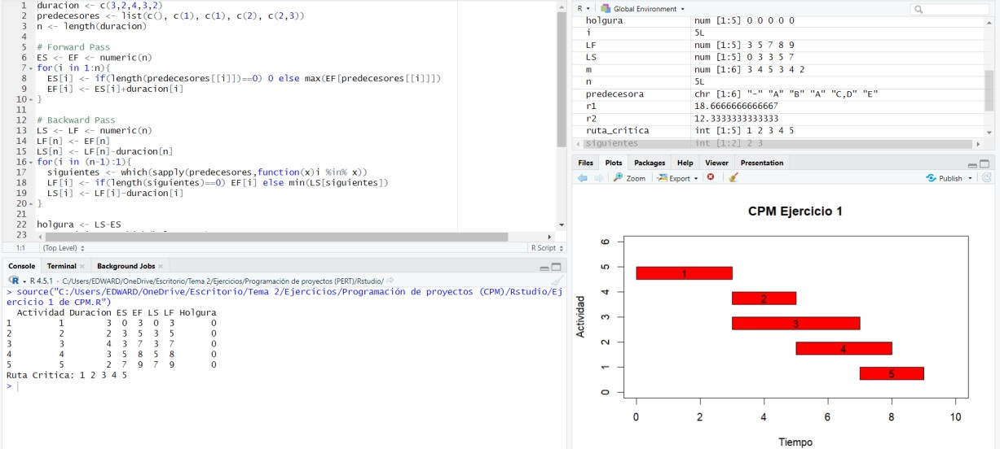 1 duracion <- c(3,2,4,3,2)
2 predecesores <- list(c(), c(1), c(1), c(2), c(2,3))
3 n <- length(duracion)
4
5 # Forward Pass
6 ES <- EF <- numeric(n)
7 for(i in 1:n){
8 ES[i] <- if(length(predecesores[[i]])==0) 0 else max(EF[predecesores[[i]]])
9 EF[i] <- ES[i]+duracion[i]
10 }
11
12 # Backward Pass
13 LS <- LF <- numeric(n)
14 LF[n] <- EF[n]
15 LS[n] <- LF[n]-duracion[n]
16 for(i in (n-1):1){
17 siguientes <- which(sapply(predecesores,function(x)i %in% x))
18 LF[i] <- if(length(siguientes)==0) EF[i] else min(LS[siguientes])
19 LS[i] <- LF[i]-duracion[i]
20 }
21
22 holgura <- LS-ES
23
1:1 (Top Level) R Script
Console Terminal Background Jobs
R 4.5.1 · C:/Users/EDWARD/OneDrive/Escritorio/Tema 2/Ejercicios/Programación de proyectos (PERT)/Rstudio/
> source("C:/Users/EDWARD/OneDrive/Escritorio/Tema 2/Ejercicios/Programación de proyectos (CPM)/Rstudio/Ej
ercicio 1 de CPM.R")
Actividad Duracion ES EF LS LF Holgura
1 1 3 0 3 0 3 0
2 2 2 3 5 3 5 0
3 3 4 3 7 3 7 0
4 4 3 5 8 5 8 0
5 5 2 7 9 7 9 0
Ruta Critica: 1 2 3 4 5
>
R Global Environment
holgura num [1:5] 0 0 0 0 0
i 5L
LF num [1:5] 3 5 7 8 9
LS num [1:5] 0 3 3 5 7
m num [1:6] 3 4 5 3 4 2
n 5L
predecesora chr [1:6] "-" "A" "B" "A" "C,D" "E"
r1 18.6666666666667
r2 12.3333333333333
ruta_critica int [1:5] 1 2 3 4 5
siguientes int [1:2] 2 3
Files Plots Packages Help Viewer Presentation
Zoom Export Publish
CPM Ejercicio 1
Actividad
6
5
4
3
2
1
0
1
2
3
4
5
0 2 4 6 8 10
Tiempo